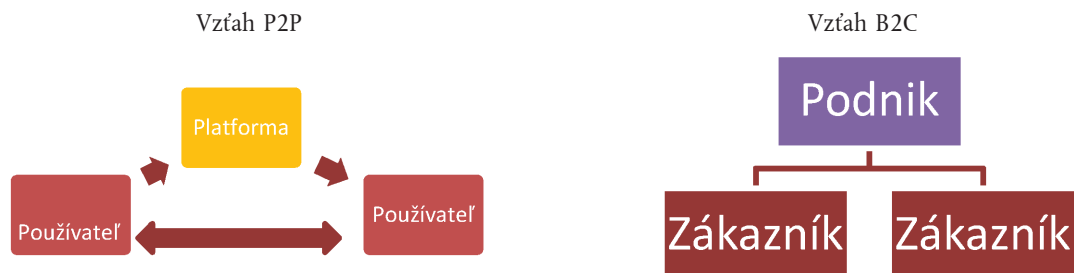 Vzťah P2P
Platforma
Používateľ
Používateľ
Vzťah B2C
Podnik
Zákazník
Zákazník